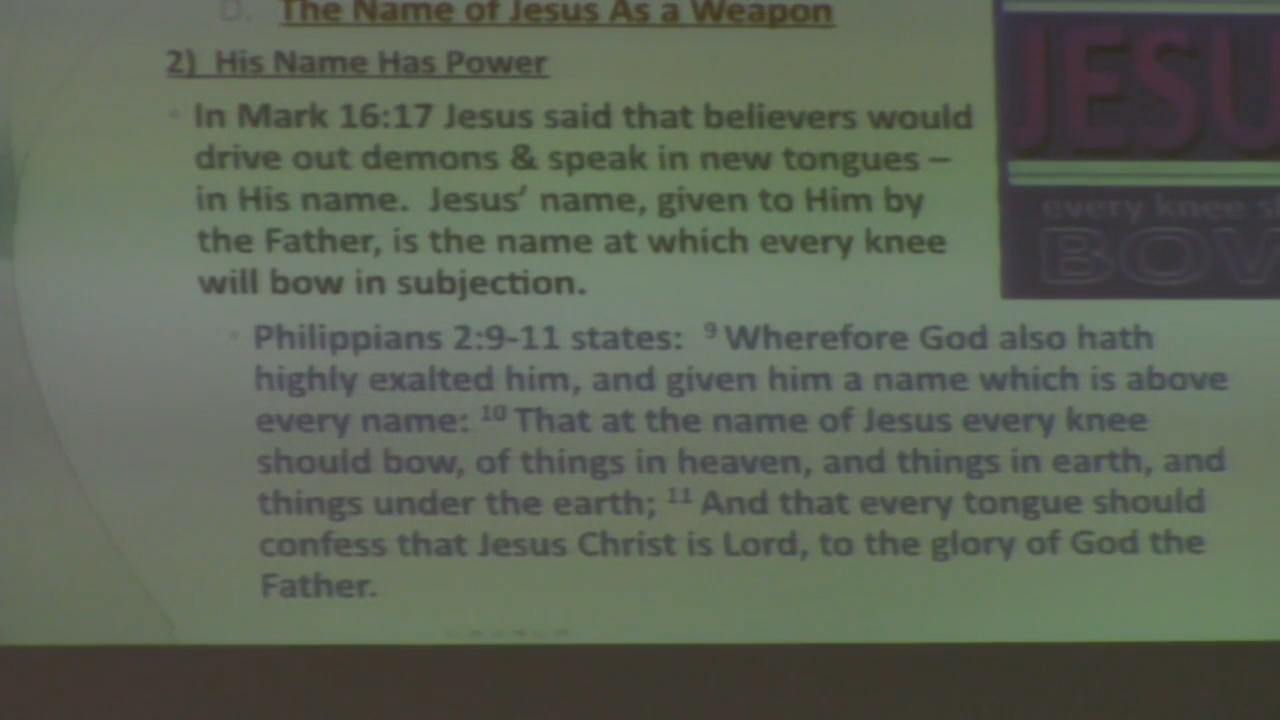 D. The Name of Jesus As a Weapon
2) His Name Has Power
In Mark 16:17 Jesus said that believers would
drive out demons & speak in new tongues –
in His name. Jesus’ name, given to Him by
the Father, is the name at which every knee
will bow in subjection.
Philippians 2:9-11 states: ⁹ Wherefore God also hath
highly exalted him, and given him a name which is above
every name: ¹⁰ That at the name of Jesus every knee
should bow, of things in heaven, and things in earth, and
things under the earth; ¹¹ And that every tongue should
confess that Jesus Christ is Lord, to the glory of God the
Father.
JESU
every knee s
BOW